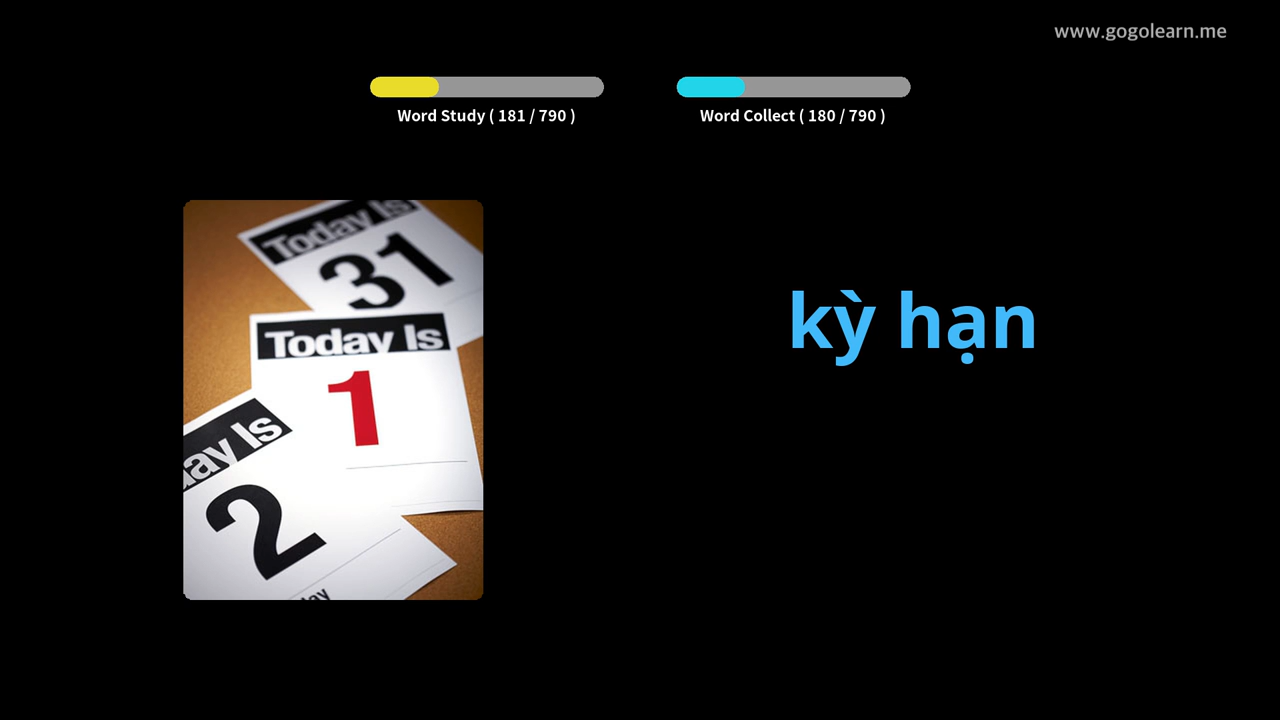 www.gogolearn.me
Word Study ( 181 / 790 )
Word Collect ( 180 / 790 )
Today Is
31
Today Is
1
ay Is
2
kỳ hạn